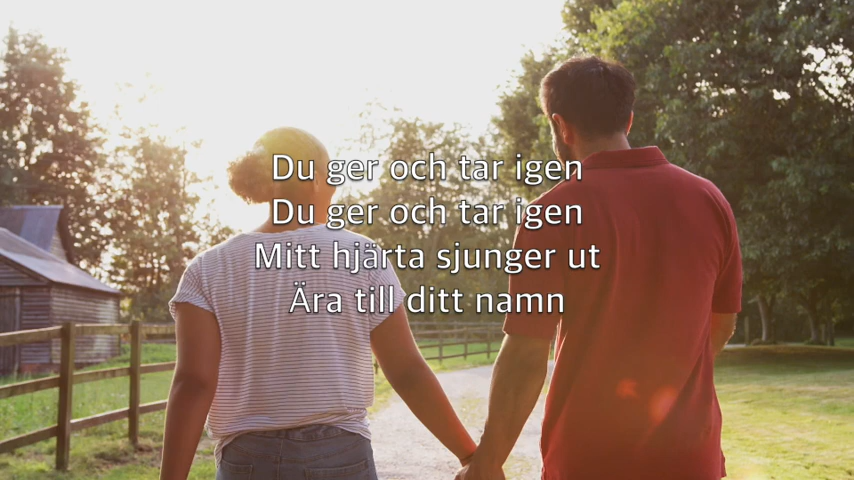 Du ger och tar igen
Du ger och tar igen
Mitt hjärta sjunger ut
Ära till ditt namn